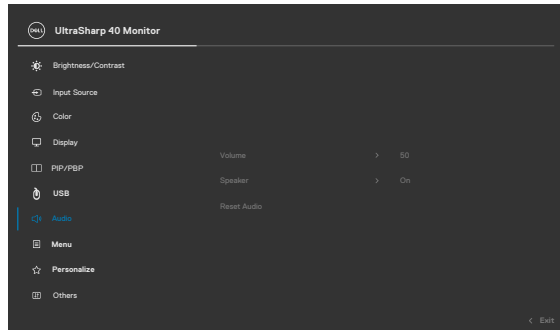 DELL UltraSharp 40 Monitor
Brightness/Contrast
Input Source
Color
Display
Volume > 50
PIP/PBP
Speaker > On
USB
Reset Audio
Audio
Menu
Personalize
Others
< Exit